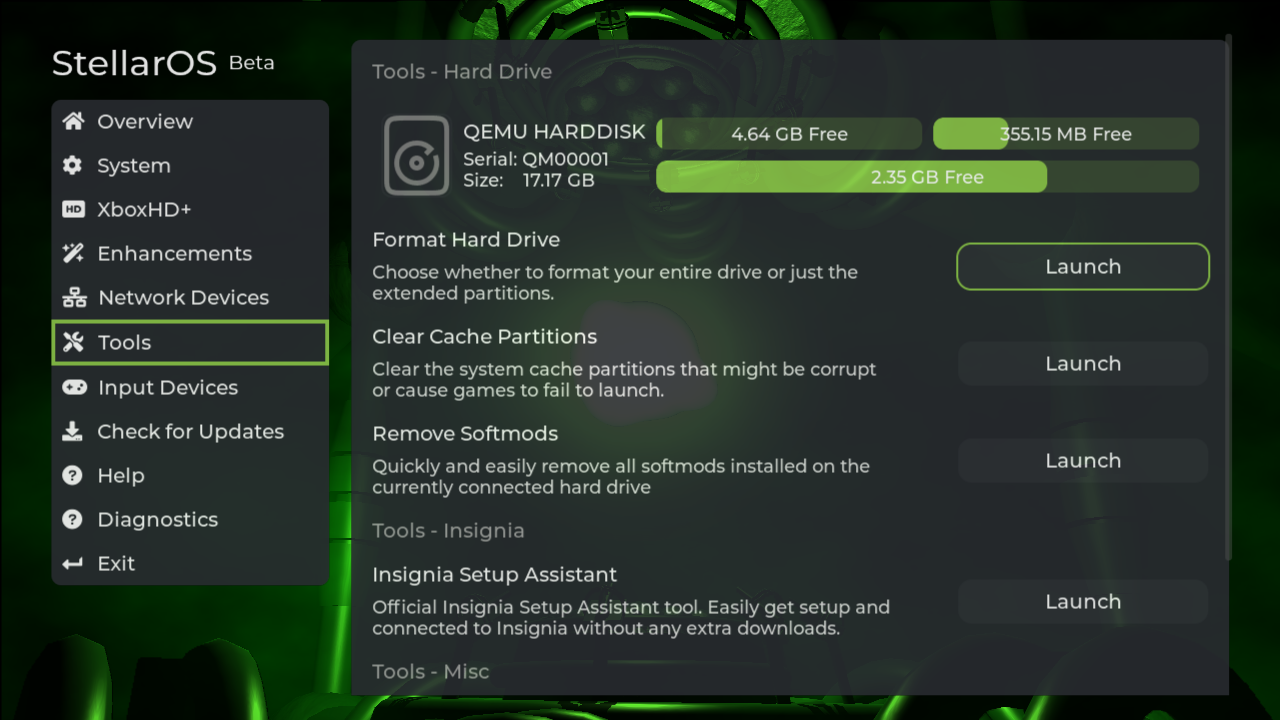 StellarOS Beta
Overview
System
HD XboxHD+
Enhancements
Network Devices
Tools
Input Devices
Check for Updates
? Help
? Diagnostics
Exit
Tools - Hard Drive
QEMU HARDDISK
Serial: QM00001
Size: 17.17 GB
4.64 GB Free
355.15 MB Free
2.35 GB Free
Format Hard Drive
Choose whether to format your entire drive or just the
extended partitions.
Launch
Clear Cache Partitions
Clear the system cache partitions that might be corrupt
or cause games to fail to launch.
Launch
Remove Softmods
Quickly and easily remove all softmods installed on the
currently connected hard drive
Launch
Tools - Insignia
Insignia Setup Assistant
Official Insignia Setup Assistant tool. Easily get setup and
connected to Insignia without any extra downloads.
Launch
Tools - Misc